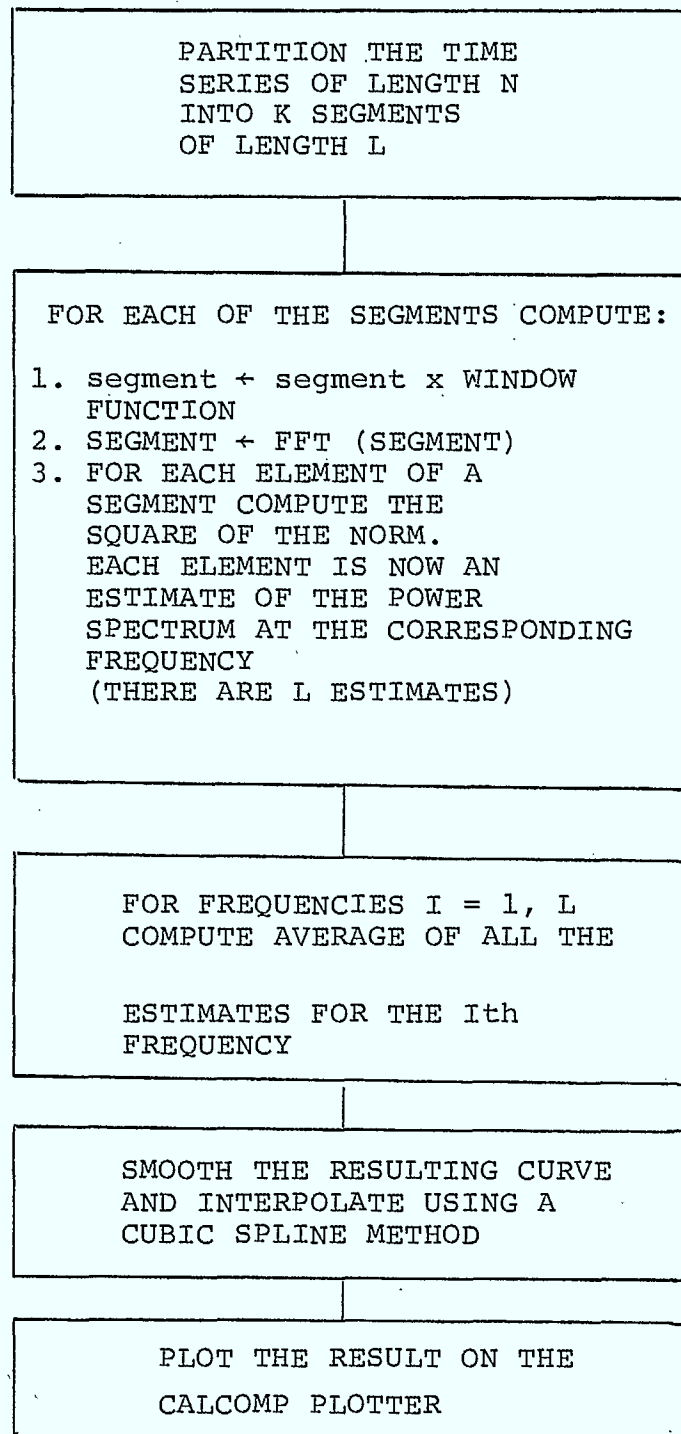 PARTITION THE TIME
SERIES OF LENGTH N
INTO K SEGMENTS
OF LENGTH L
FOR EACH OF THE SEGMENTS COMPUTE:
1. segment ← segment x WINDOW
FUNCTION
2. SEGMENT ← FFT (SEGMENT)
3. FOR EACH ELEMENT OF A
SEGMENT COMPUTE THE
SQUARE OF THE NORM.
EACH ELEMENT IS NOW AN
ESTIMATE OF THE POWER
SPECTRUM AT THE CORRESPONDING
FREQUENCY
(THERE ARE L ESTIMATES)
FOR FREQUENCIES I = 1, L
COMPUTE AVERAGE OF ALL THE
ESTIMATES FOR THE Ith
FREQUENCY
SMOOTH THE RESULTING CURVE
AND INTERPOLATE USING A
CUBIC SPLINE METHOD
PLOT THE RESULT ON THE
CALCOMP PLOTTER